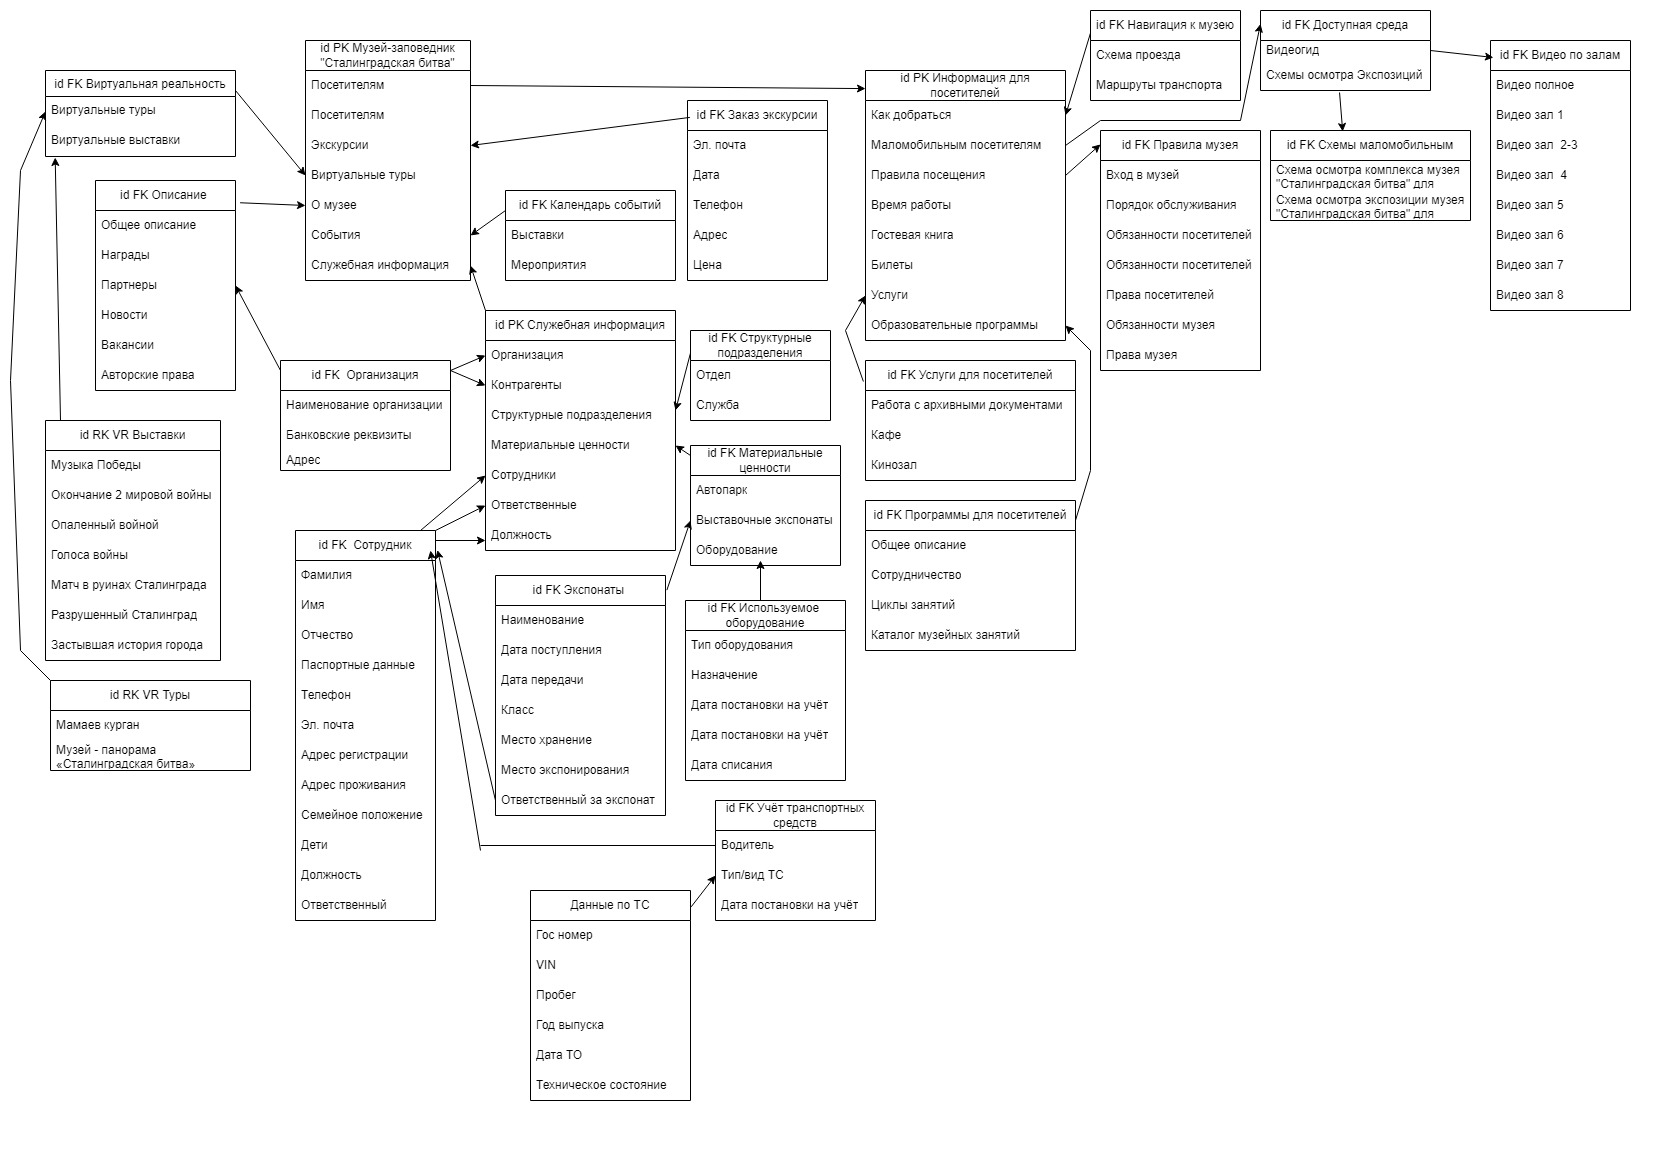 id FK Виртуальная реальность
Виртуальные туры
Виртуальные выставки
id PK Музей-заповедник
"Сталинградская битва"
Посетителям
Посетителям
Экскурсии
Виртуальные туры
О музее
События
Служебная информация
id FK Описание
Общее описание
Награды
Партнеры
Новости
Вакансии
Авторские права
id FK Заказ экскурсии
Эл. почта
Дата
Телефон
Адрес
Цена
id FK Календарь событий
Выставки
Мероприятия
id PK Информация для
посетителей
Как добраться
Маломобильным посетителям
Правила посещения
Время работы
Гостевая книга
Билеты
Услуги
Образовательные программы
id FK Навигация к музею
Схема проезда
Маршруты транспорта
id FK Доступная среда
Видеогид
Схемы осмотра Экспозиций
id FK Видео по залам
Видео полное
Видео зал 1
Видео зал  2-3
Видео зал  4
Видео зал 5
Видео зал 6
Видео зал 7
Видео зал 8
id FK Правила музея
Вход в музей
Порядок обслуживания
Обязанности посетителей
Обязанности посетителей
Права посетителей
Обязанности музея
Права музея
id FK Схемы маломобильным
Схема осмотра комплекса музея
"Сталинградская битва" для
Схема осмотра экспозиции музея
"Сталинградская битва" для
id FK  Организация
Наименование организации
Банковские реквизиты
Адрес
id PK Служебная информация
Организация
Контрагенты
Структурные подразделения
Материальные ценности
Сотрудники
Ответственные
Должность
id FK Структурные
подразделения
Отдел
Служба
id FK Материальные
ценности
Автопарк
Выставочные экспонаты
Оборудование
id FK Услуги для посетителей
Работа с архивными документами
Кафе
Кинозал
id FK Программы для посетителей
Общее описание
Сотрудничество
Циклы занятий
Каталог музейных занятий
id RK VR Выставки
Музыка Победы
Окончание 2 мировой войны
Опаленный войной
Голоса войны
Матч в руинах Сталинграда
Разрушенный Сталинград
Застывшая история города
id RK VR Туры
Мамаев курган
Музей - панорама
«Сталинградская битва»
id FK  Сотрудник
Фамилия
Имя
Отчество
Паспортные данные
Телефон
Эл. почта
Адрес регистрации
Адрес проживания
Семейное положение
Дети
Должность
Ответственный
id FK Экспонаты
Наименование
Дата поступления
Дата передачи
Класс
Место хранение
Место экспонирования
Ответственный за экспонат
id FK Используемое
оборудование
Тип оборудования
Назначение
Дата постановки на учёт
Дата постановки на учёт
Дата списания
id FK Учёт транспортных
средств
Водитель
Тип/вид ТС
Дата постановки на учёт
Данные по ТС
Гос номер
VIN
Пробег
Год выпуска
Дата ТО
Техническое состояние